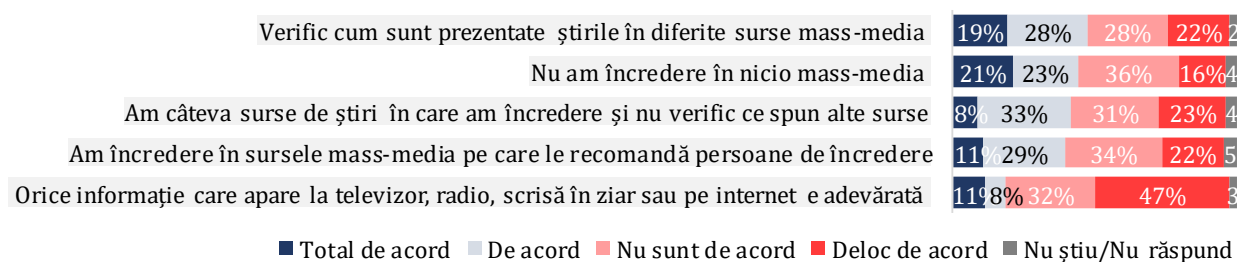 Verific cum sunt prezentate știrile în diferite surse mass-media 19% 28% 28% 22% 2
Nu am încredere în nicio mass-media 21% 23% 36% 16% 4
Am câteva surse de știri în care am încredere și nu verific ce spun alte surse 8% 33% 31% 23% 4
Am încredere în sursele mass-media pe care le recomandă persoane de încredere 11% 29% 34% 22% 5
Orice informație care apare la televizor, radio, scrisă în ziar sau pe internet e adevărată 11% 8% 32% 47% 3
Total de acord De acord Nu sunt de acord Deloc de acord Nu știu/Nu răspund